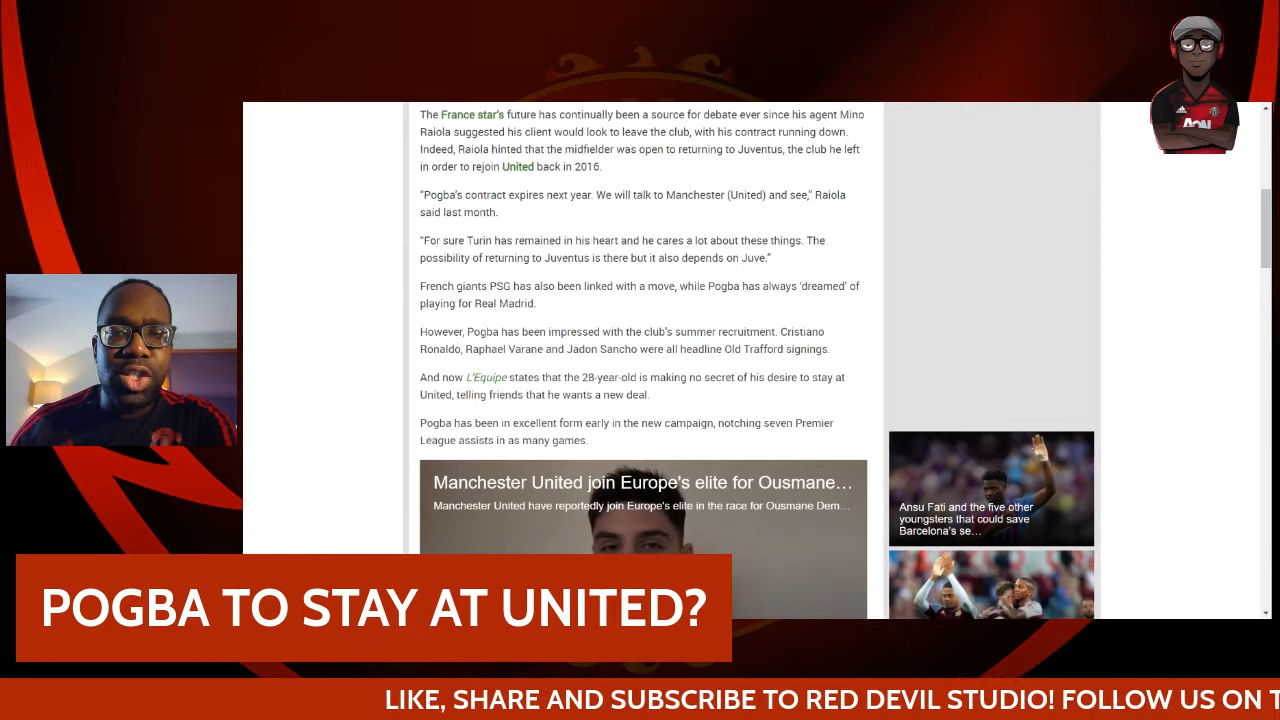 The France star's future has continually been a source for debate ever since his agent Mino
Raiola suggested his client would look to leave the club, with his contract running down.
Indeed, Raiola hinted that the midfielder was open to returning to Juventus, the club he left
in order to rejoin United back in 2016.
“Pogba's contract expires next year. We will talk to Manchester (United) and see,” Raiola
said last month.
“For sure Turin has remained in his heart and he cares a lot about these things. The
possibility of returning to Juventus is there but it also depends on Juve.”
French giants PSG has also been linked with a move, while Pogba has always ‘dreamed’ of
playing for Real Madrid.
However, Pogba has been impressed with the club's summer recruitment. Cristiano
Ronaldo, Raphael Varane and Jadon Sancho were all headline Old Trafford signings.
And now L'Equipe states that the 28-year-old is making no secret of his desire to stay at
United, telling friends that he wants a new deal.
Pogba has been in excellent form early in the new campaign, notching seven Premier
League assists in as many games.
Manchester United join Europe's elite for Ousmane…
Manchester United have reportedly join Europe's elite in the race for Ousmane Dem…
Ansu Fati and the five other
youngsters that could save
Barcelona's se…
AON
POGBA TO STAY AT UNITED?
LIKE, SHARE AND SUBSCRIBE TO RED DEVIL STUDIO! FOLLOW US ON T